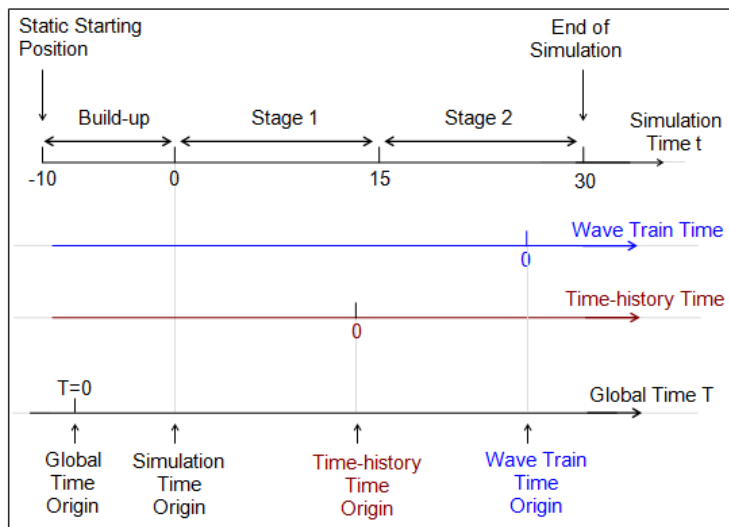 Static Starting
Position
End of
Simulation
Build-up
Stage 1
Stage 2
Simulation
Time t
-10
0
15
30
Wave Train Time
0
Time-history Time
0
T=0
Global Time T
Global
Time
Origin
Simulation
Time
Origin
Time-history
Time
Origin
Wave Train
Time
Origin